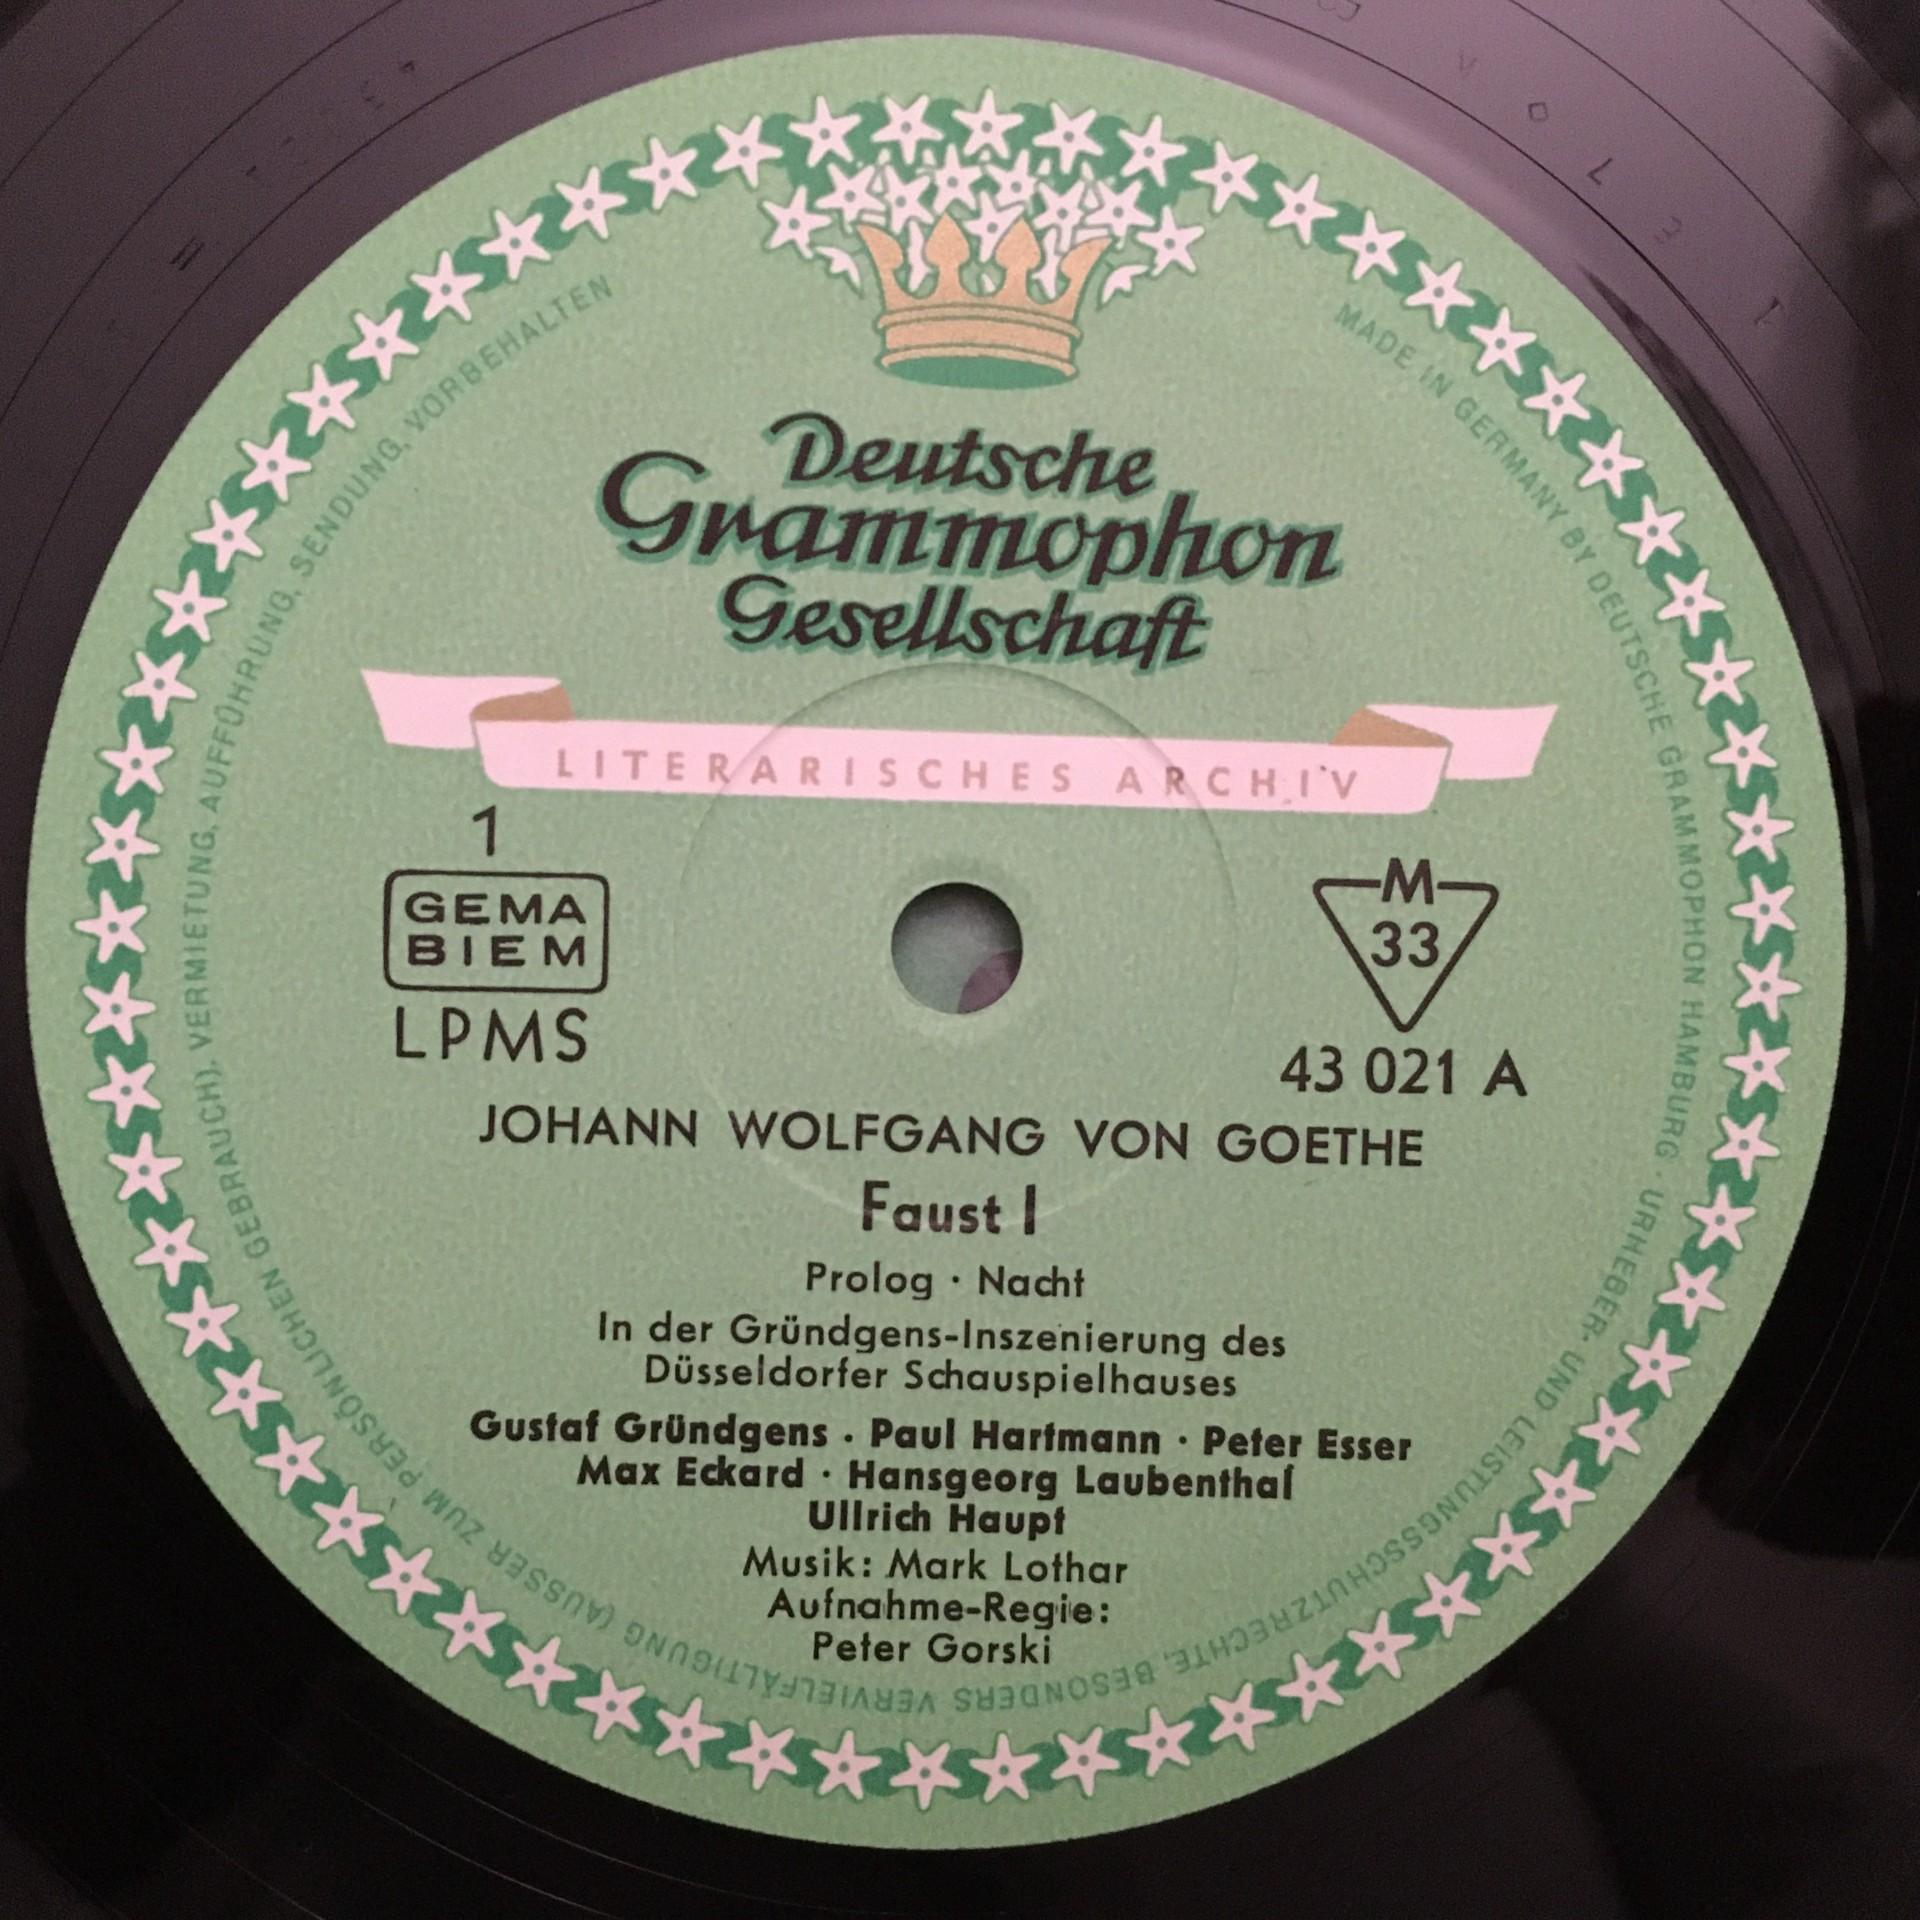 Deutsche
Grammophon
Gesellschaft
LITERARISCHES ARCHIV
1
GEMA
BIEM
LPMS
M
33
43 021 A
JOHANN WOLFGANG VON GOETHE
Faust I
Prolog · Nacht
In der Gründgens-Inszenierung des
Düsseldorfer Schauspielhauses
Gustaf Gründgens · Paul Hartmann · Peter Esser
Max Eckard · Hansgeorg Laubenthal
Ullrich Haupt
Musik: Mark Lothar
Aufnahme-Regie:
Peter Gorski
MADE IN GERMANY BY DEUTSCHE GRAMMOPHON HAMBURG · URHEBER- UND LEISTUNGSSCHUTZRECHTE, BESONDERS VERVIELFÄLTIGUNG (AUSSER ZUM PERSÖNLICHEN GEBRAUCH), VERMIETUNG, AUFFÜHRUNG, SENDUNG, VORBEHALTEN